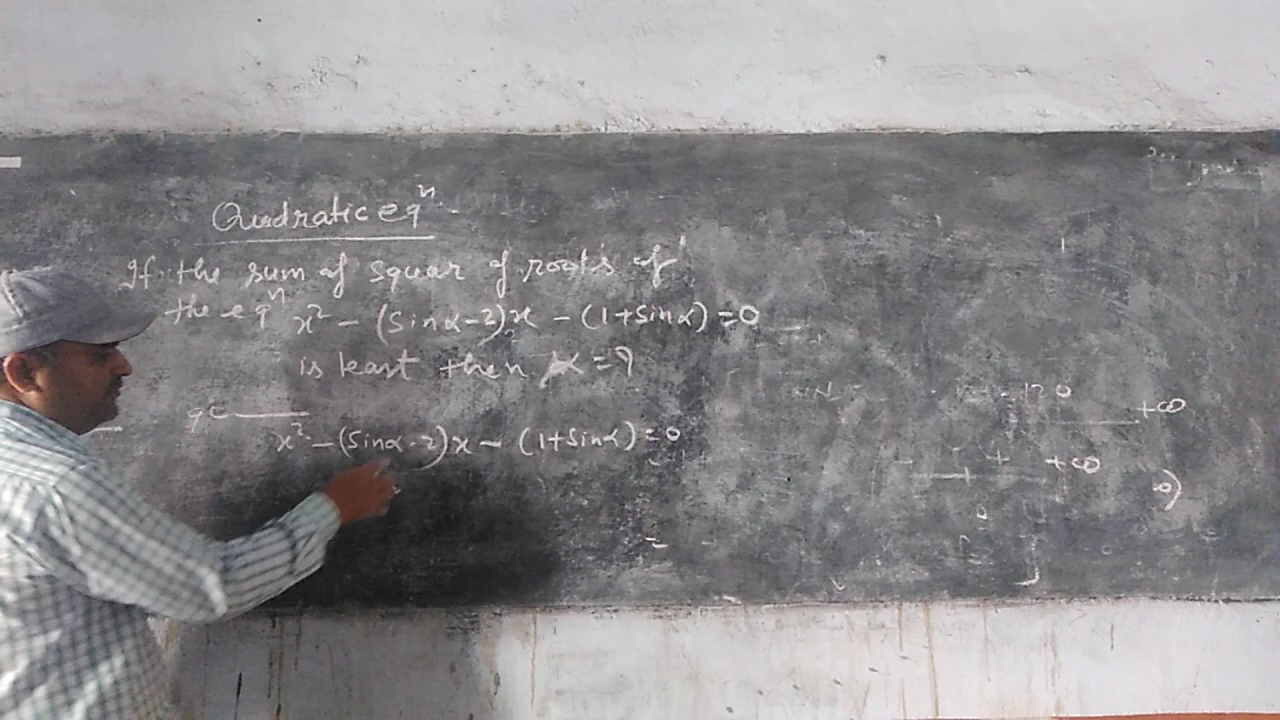 Quadratic eqⁿ
If the sum of squar of roots of
the eqⁿ x² - (sinα-2)x - (1+sinα) = 0
is least then α = ?
x² - (sinα-2)x - (1+sinα) = 0
+∞
+∞